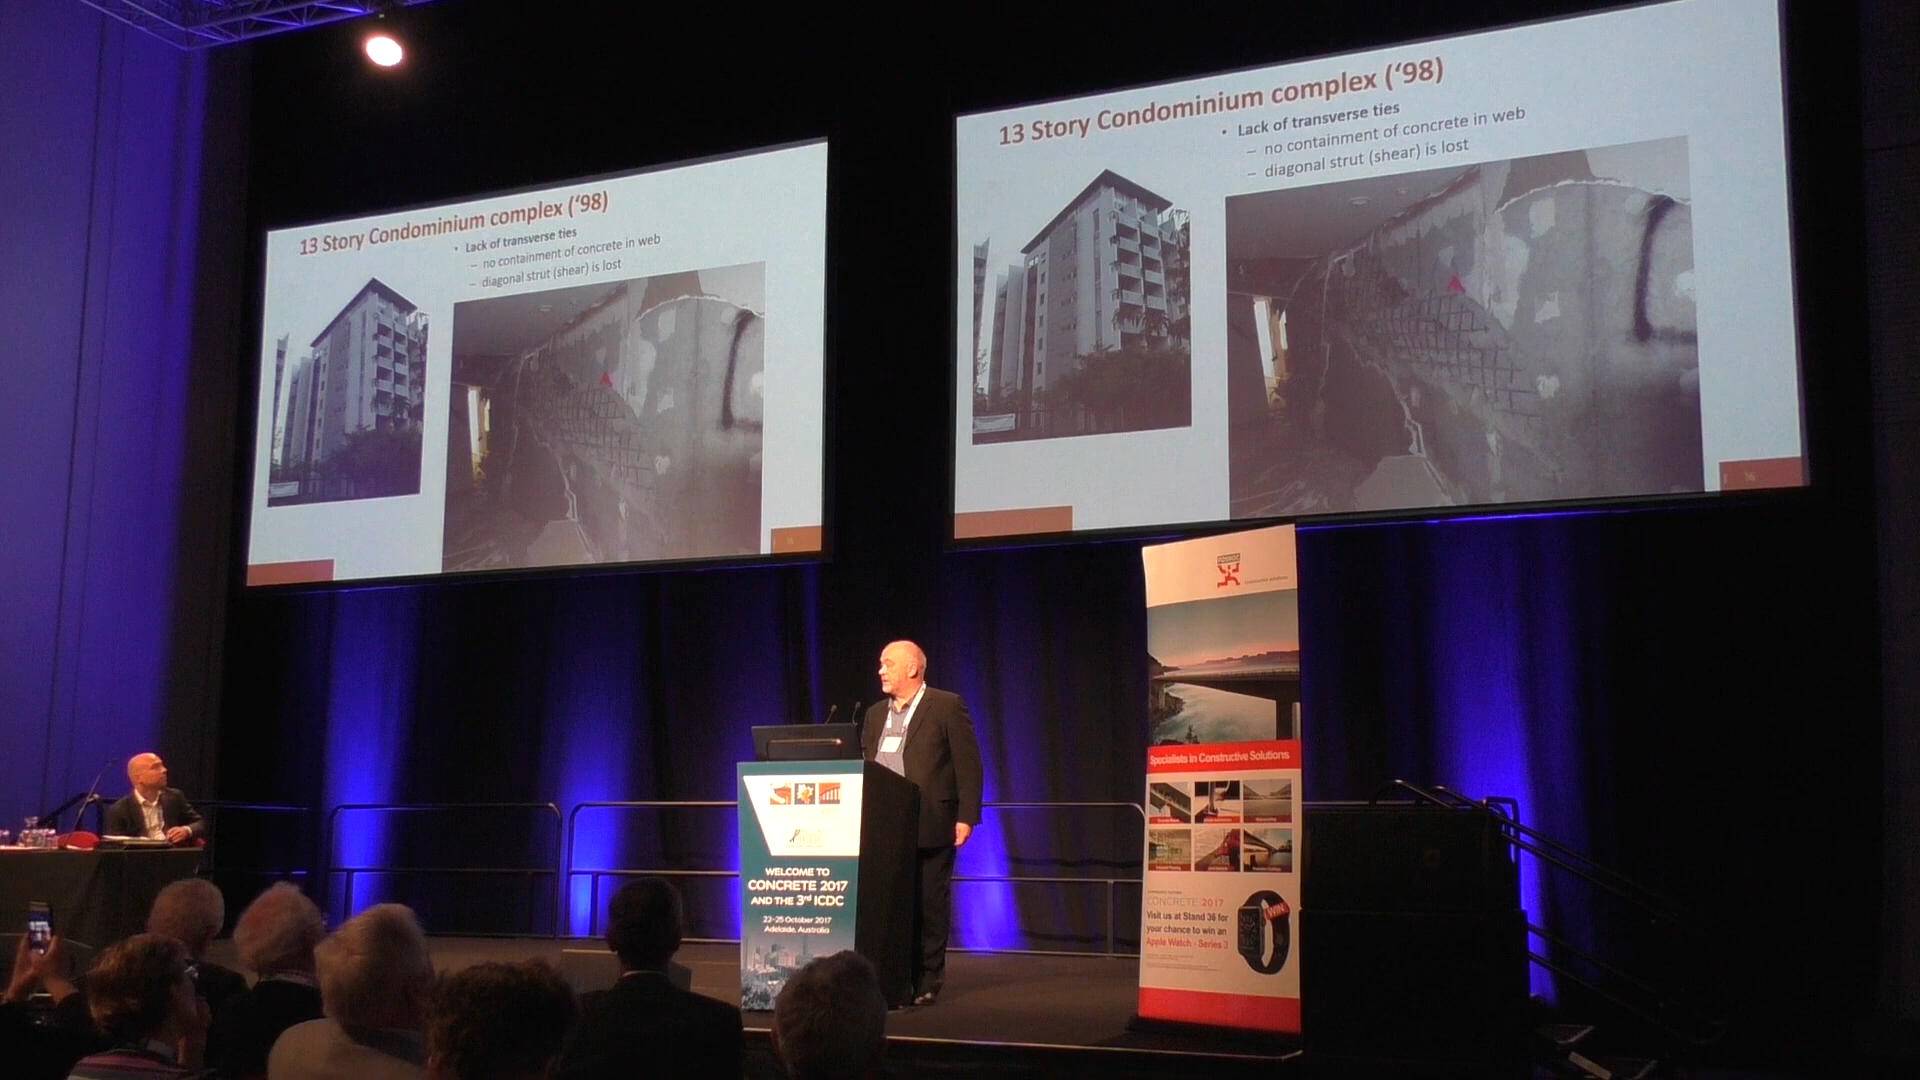 13 Story Condominium complex (‘98)
• Lack of transverse ties
– no containment of concrete in web
– diagonal strut (shear) is lost
13 Story Condominium complex (‘98)
• Lack of transverse ties
– no containment of concrete in web
– diagonal strut (shear) is lost
16
WELCOME TO
CONCRETE 2017
AND THE 3rd ICDC
22-25 October 2017
Adelaide, Australia
Specialists in Constructive Solutions
CONCRETE 2017
Visit us at Stand 36 for
your chance to win an
Apple Watch - Series 3
WIN